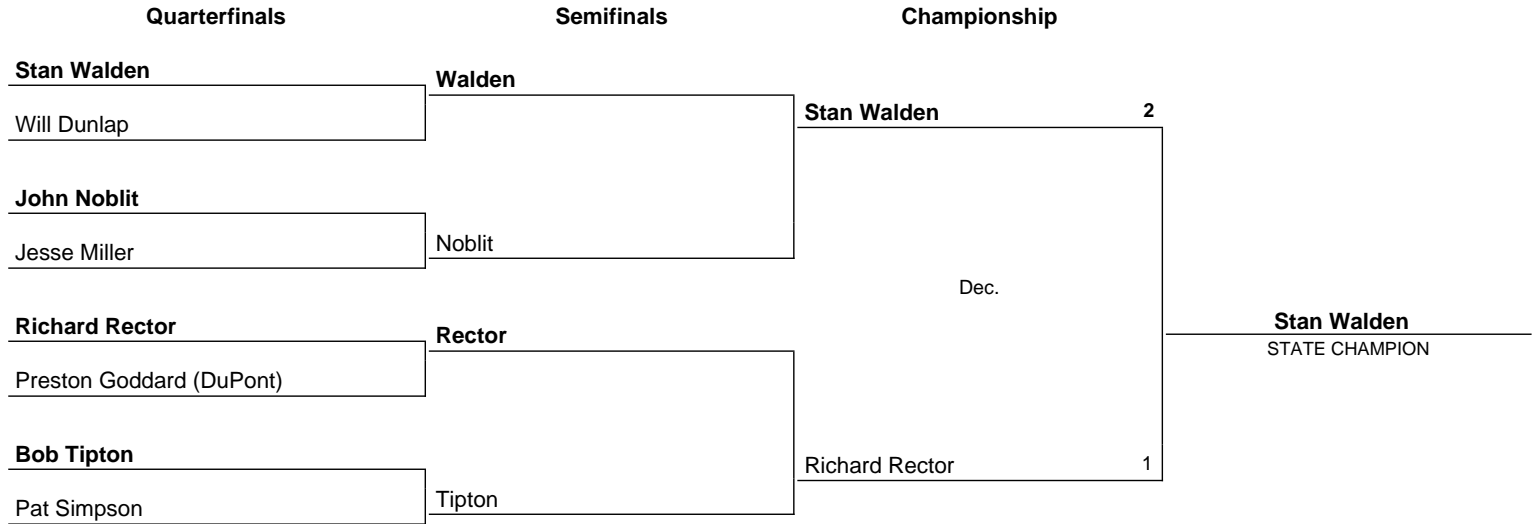 Quarterfinals Semifinals Championship
Stan Walden
Walden
Stan Walden 2
Will Dunlap
John Noblit
Noblit
Jesse Miller
Dec.
Richard Rector
Rector
Stan Walden
STATE CHAMPION
Preston Goddard (DuPont)
Bob Tipton
Richard Rector 1
Tipton
Pat Simpson